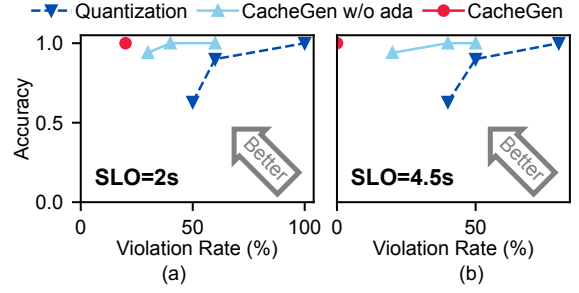 Quantization CacheGen w/o ada CacheGen
Accuracy
1.0
0.5
0.0
Better
SLO=2s
0 50 100
Violation Rate (%)
(a)
Better
SLO=4.5s
0 50
Violation Rate (%)
(b)